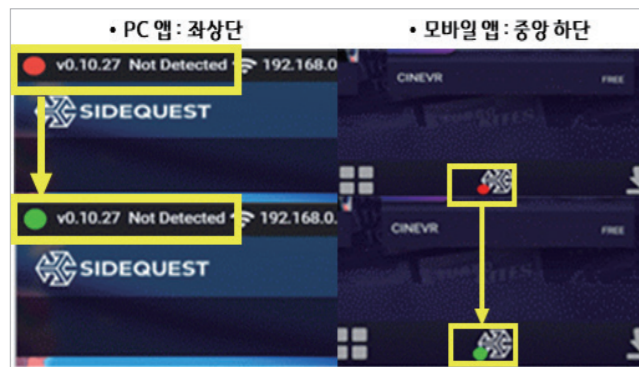 • PC 앱 : 좌상단
v0.10.27 Not Detected 192.168.0
SIDEQUEST
v0.10.27 Not Detected 192.168.0.
SIDEQUEST
• 모바일 앱 : 중앙 하단
CINEVR FREE
CINEVR FREE